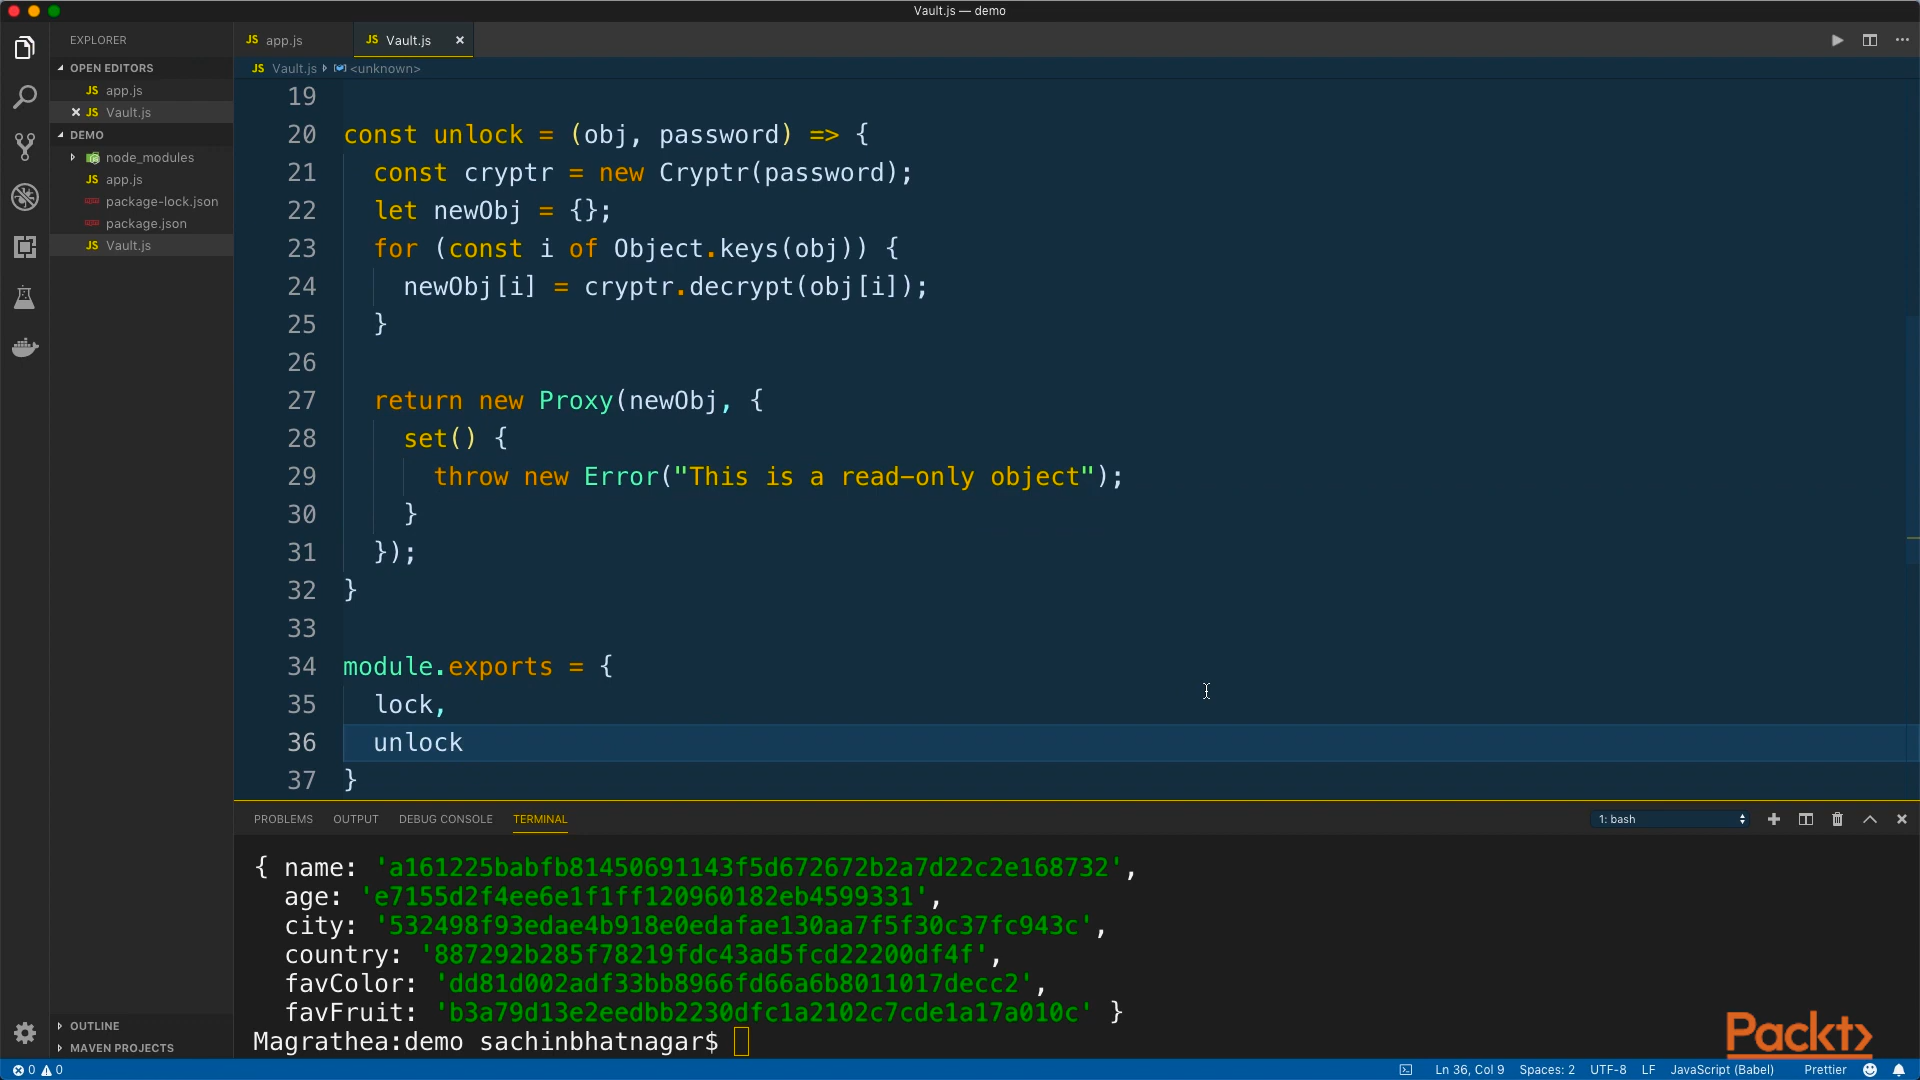 Vault.js — demo
EXPLORER
JS app.js
JS Vault.js
OPEN EDITORS
JS Vault.js <unknown>
JS app.js
JS Vault.js
DEMO
node_modules
JS app.js
package-lock.json
package.json
JS Vault.js
19
20 const unlock = (obj, password) => {
21 const cryptr = new Cryptr(password);
22 let newObj = {};
23 for (const i of Object.keys(obj)) {
24 newObj[i] = cryptr.decrypt(obj[i]);
25 }
26
27 return new Proxy(newObj, {
28 set() {
29 throw new Error("This is a read-only object");
30 }
31 });
32 }
33
34 module.exports = {
35 lock,
36 unlock
37 }
PROBLEMS OUTPUT DEBUG CONSOLE TERMINAL 1: bash
{ name: 'a161225babfb81450691143f5d672672b2a7d22c2e168732',
age: 'e7155d2f4ee6e1f1ff120960182eb4599331',
city: '532498f93edae4b918e0edafae130aa7f5f30c37fc943c',
country: '887292b285f78219fdc43ad5fcd22200df4f',
favColor: 'dd81d002adf33bb8966fd66a6b8011017decc2',
favFruit: 'b3a79d13e2eedbb2230dfc1a2102c7cde1a17a010c' }
Magrathea:demo sachinbhatnagar$
OUTLINE
MAVEN PROJECTS
Packt>
0 0 Ln 36, Col 9 Spaces: 2 UTF-8 LF JavaScript (Babel) Prettier